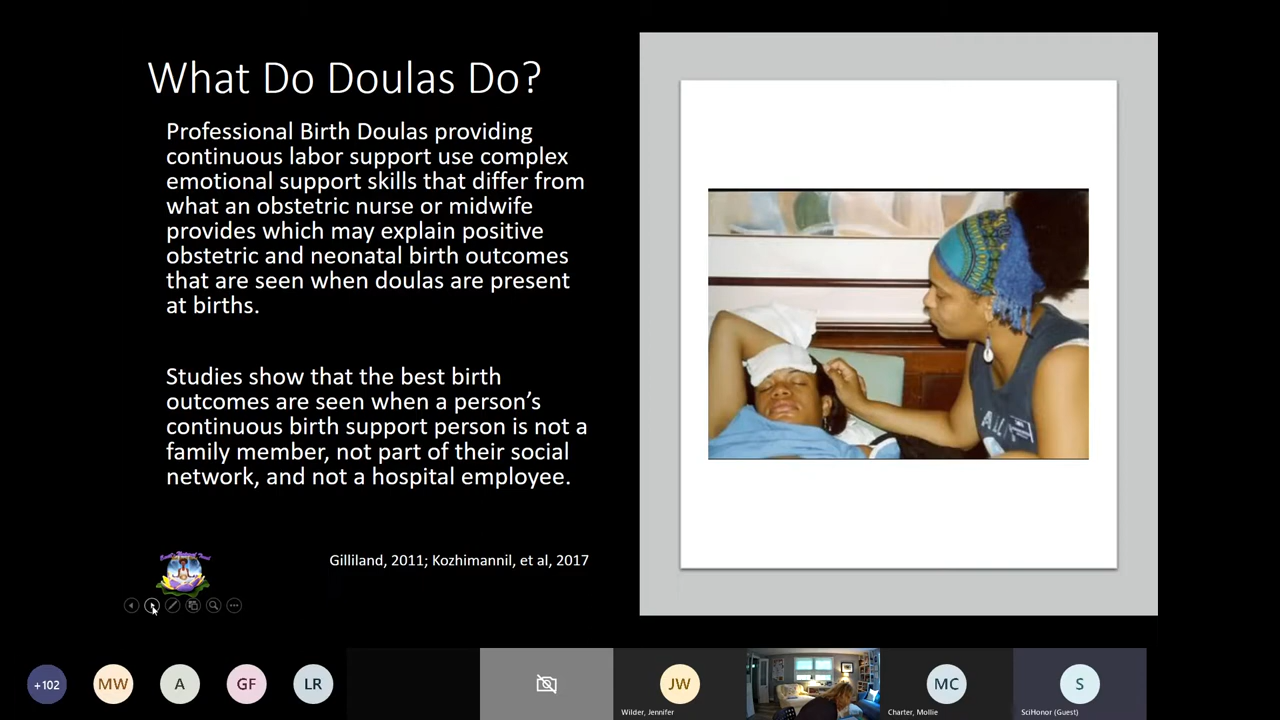 What Do Doulas Do?
Professional Birth Doulas providing
continuous labor support use complex
emotional support skills that differ from
what an obstetric nurse or midwife
provides which may explain positive
obstetric and neonatal birth outcomes
that are seen when doulas are present
at births.
Studies show that the best birth
outcomes are seen when a person’s
continuous birth support person is not a
family member, not part of their social
network, and not a hospital employee.
Gilliland, 2011; Kozhimannil, et al, 2017
+102
MW
A
GF
LR
JW
MC
S
Wilder, Jennifer
Charter, Mollie
SciHonor (Guest)